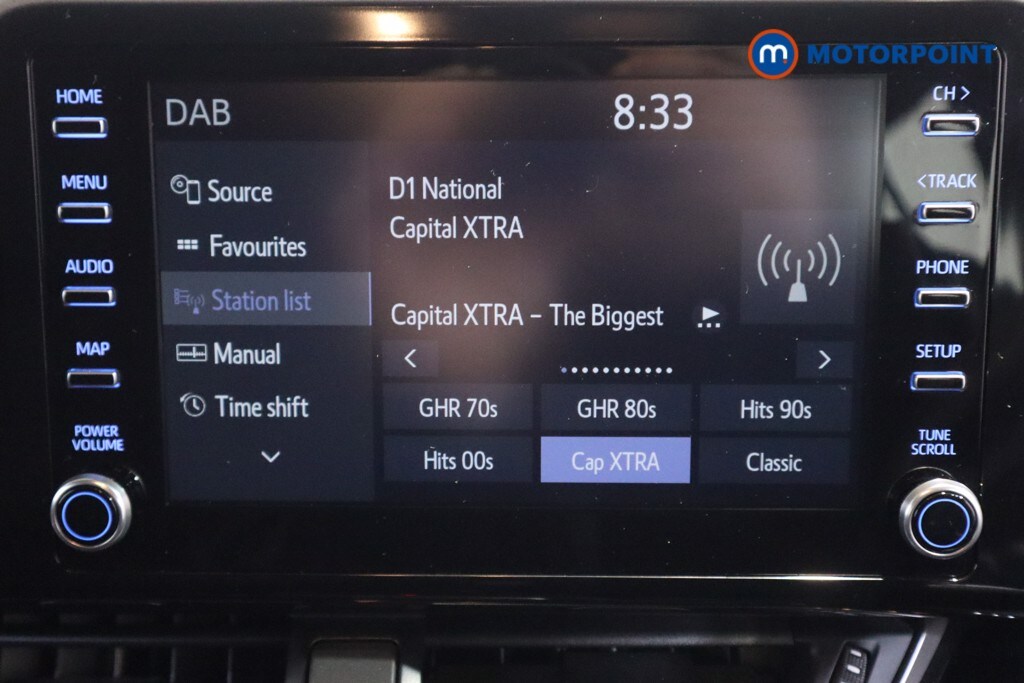 m MOTORPOINT
HOME
MENU
AUDIO
MAP
POWER
VOLUME
DAB
8:33
Source
Favourites
Station list
Manual
Time shift
D1 National
Capital XTRA
Capital XTRA – The Biggest
GHR 70s
GHR 80s
Hits 90s
Hits 00s
Cap XTRA
Classic
CH >
< TRACK
PHONE
SETUP
TUNE
SCROLL